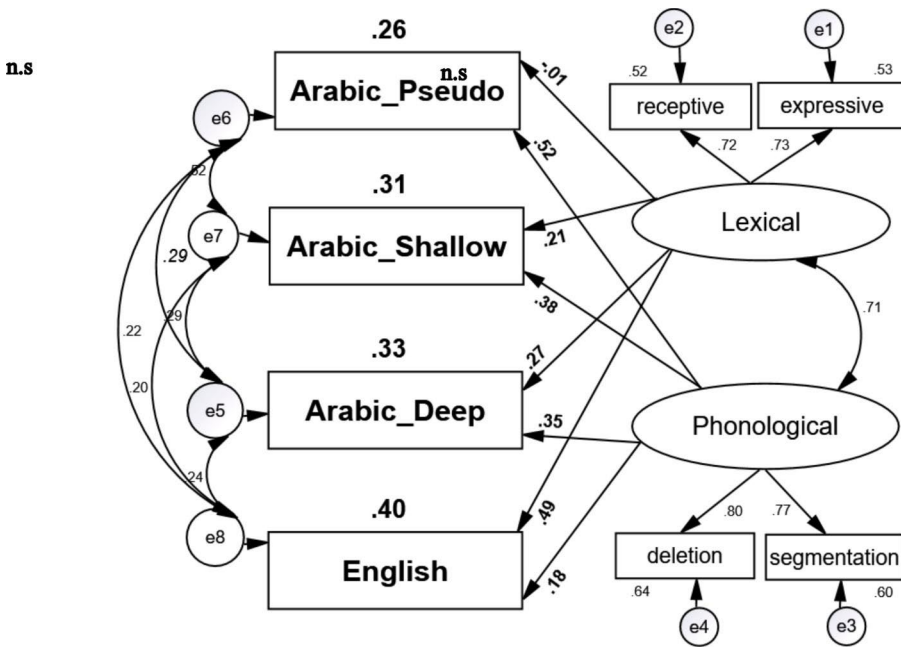 .26
e2
e1
n.s
n.s
.52
.53
Arabic_Pseudo
-.01
receptive
expressive
e6
.72
.73
.52
.52
.31
Lexical
e7
Arabic_Shallow
.21
.29
.38
.29
.71
.22
.33
.27
.20
e5
Arabic_Deep
.35
Phonological
.24
.40
.49
.80
.77
e8
deletion
segmentation
English
.18
.64
.60
e4
e3